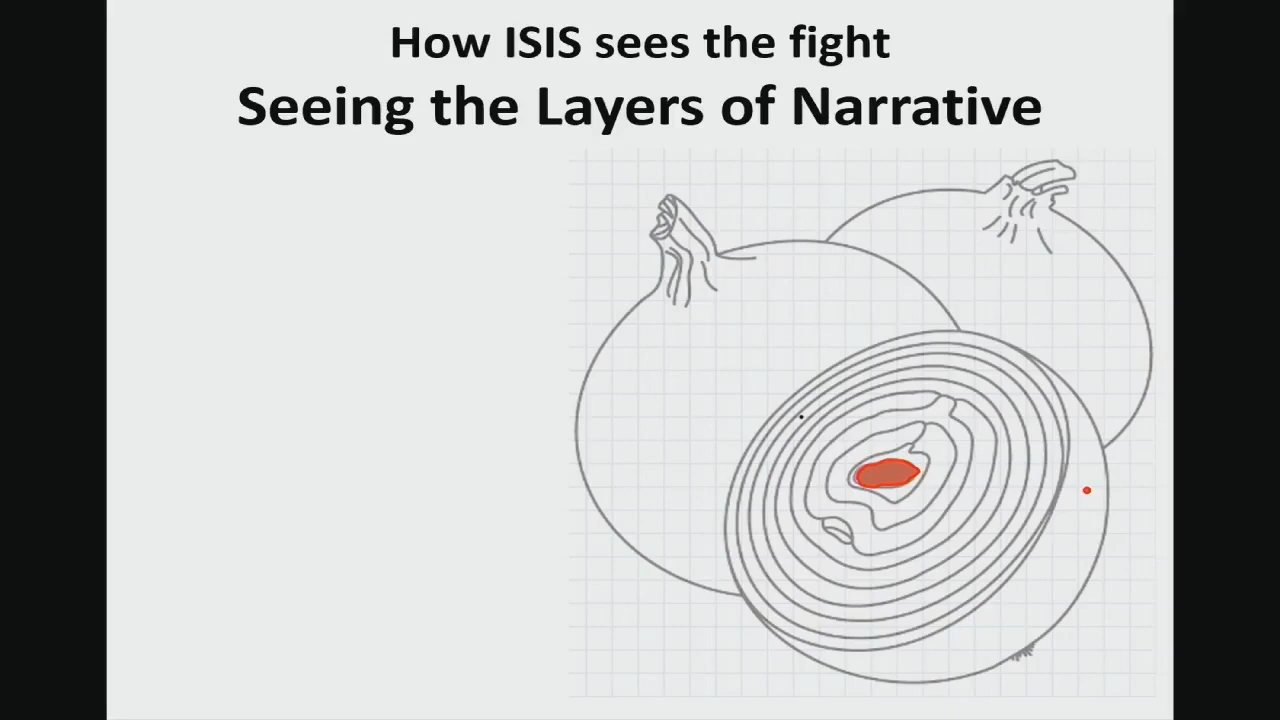 How ISIS sees the fight
Seeing the Layers of Narrative